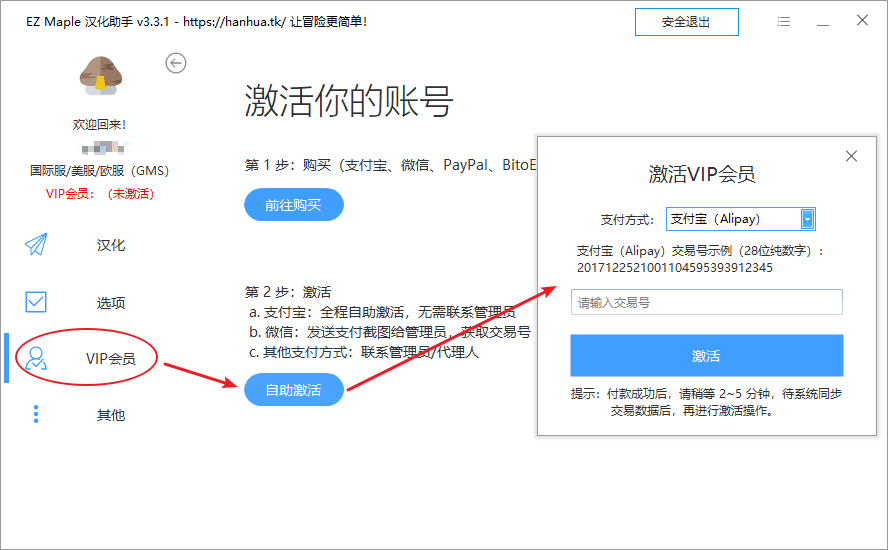 EZ Maple 汉化助手 v3.3.1 - https://hanhua.tk/ 让冒险更简单!
安全退出
欢迎回来!
国际服/美服/欧服（GMS）
VIP会员：（未激活）
汉化
选项
VIP会员
其他
激活你的账号
第 1 步：购买（支付宝、微信、PayPal、BitoE
前往购买
第 2 步：激活
a. 支付宝：全程自助激活，无需联系管理员
b. 微信：发送支付截图给管理员，获取交易号
c. 其他支付方式：联系管理员/代理人
自助激活
激活VIP会员
支付方式：
支付宝（Alipay）
支付宝（Alipay）交易号示例（28位纯数字）：
2017122521001104595393912345
请输入交易号
激活
提示：付款成功后，请稍等 2~5 分钟，待系统同步
交易数据后，再进行激活操作。